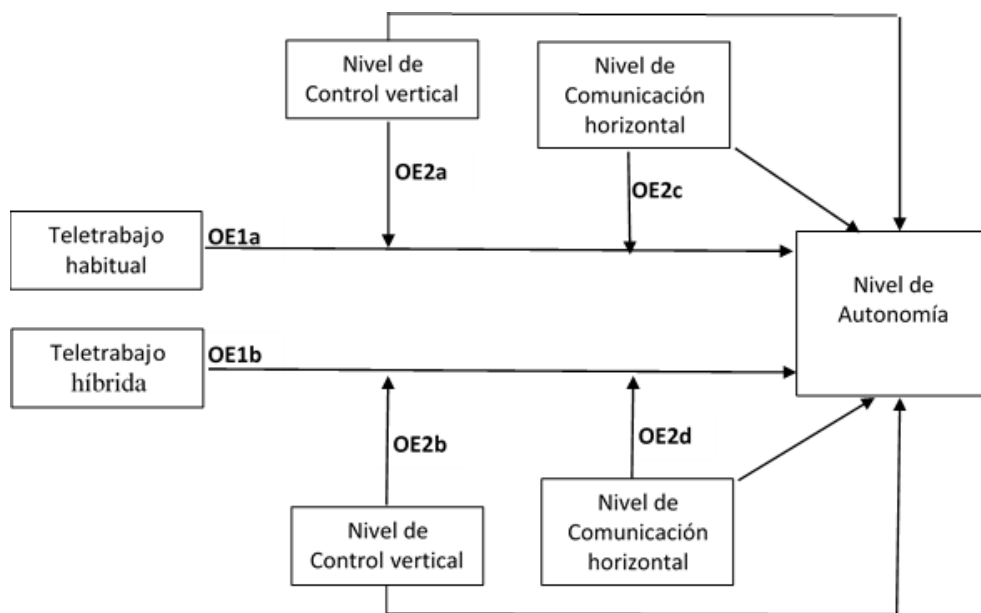 Nivel de
Control vertical
Nivel de
Comunicación
horizontal
OE2a
OE2c
Teletrabajo
habitual
OE1a
Nivel de
Autonomía
Teletrabajo
híbrida
OE1b
OE2b
OE2d
Nivel de
Control vertical
Nivel de
Comunicación
horizontal